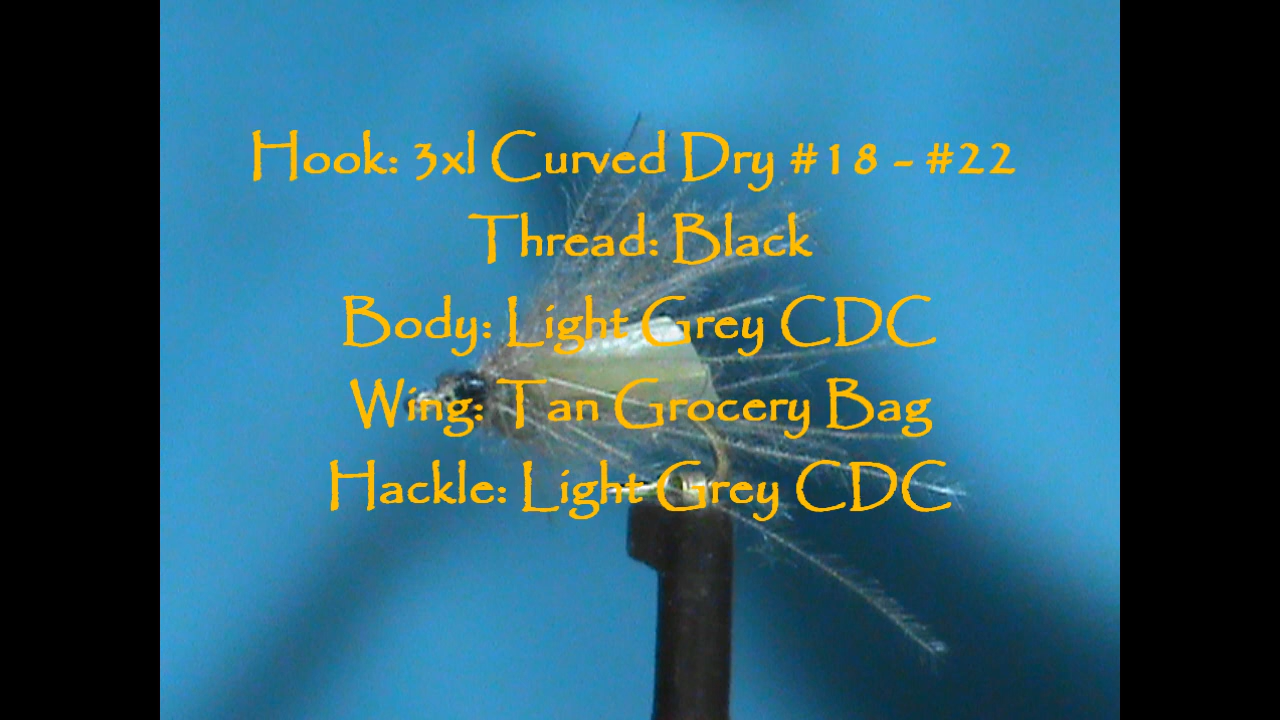 Hook: 3xl Curved Dry #18 - #22
Thread: Black
Body: Light Grey CDC
Wing: Tan Grocery Bag
Hackle: Light Grey CDC